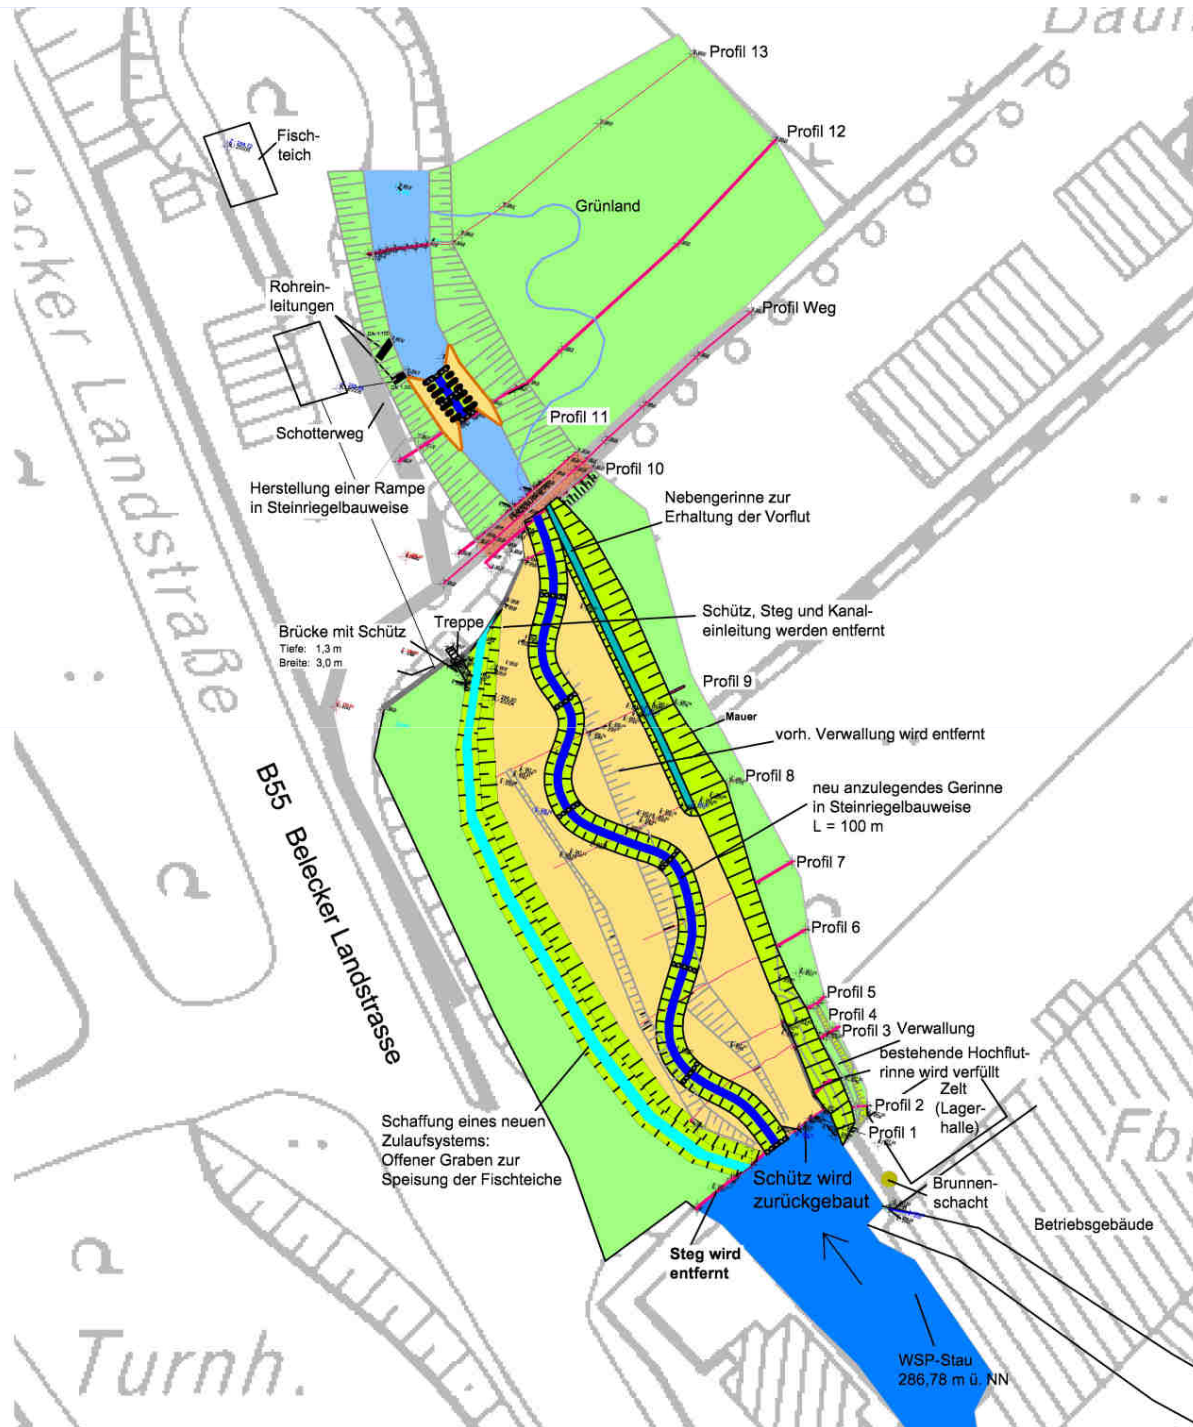 Baum
Profil 13
Fisch-
teich
Profil 12
Grünland
Rohrein-
leitungen
Profil Weg
Schotterweg
Profil 11
Profil 10
Herstellung einer Rampe
in Steinriegelbauweise
Nebengerinne zur
Erhaltung der Vorflut
ecker Landstraße
Schütz, Steg und Kanal-
einleitung werden entfernt
Treppe
Brücke mit Schütz
Tiefe: 1,3 m
Breite: 3,0 m
Profil 9
Mauer
vorh. Verwallung wird entfernt
Profil 8
neu anzulegendes Gerinne
in Steinriegelbauweise
L = 100 m
B55 Belecker Landstrasse
Profil 7
Profil 6
Profil 5
Profil 4
Profil 3
Verwallung
bestehende Hochflut-
rinne wird verfüllt
Zelt
(Lager-
halle)
Profil 2
Profil 1
Schaffung eines neuen
Zulaufsystems:
Offener Graben zur
Speisung der Fischteiche
Fbr
Schütz wird
zurückgebaut
Brunnen-
schacht
Betriebsgebäude
Steg wird
entfernt
WSP-Stau
286,78 m ü. NN
Turnh.